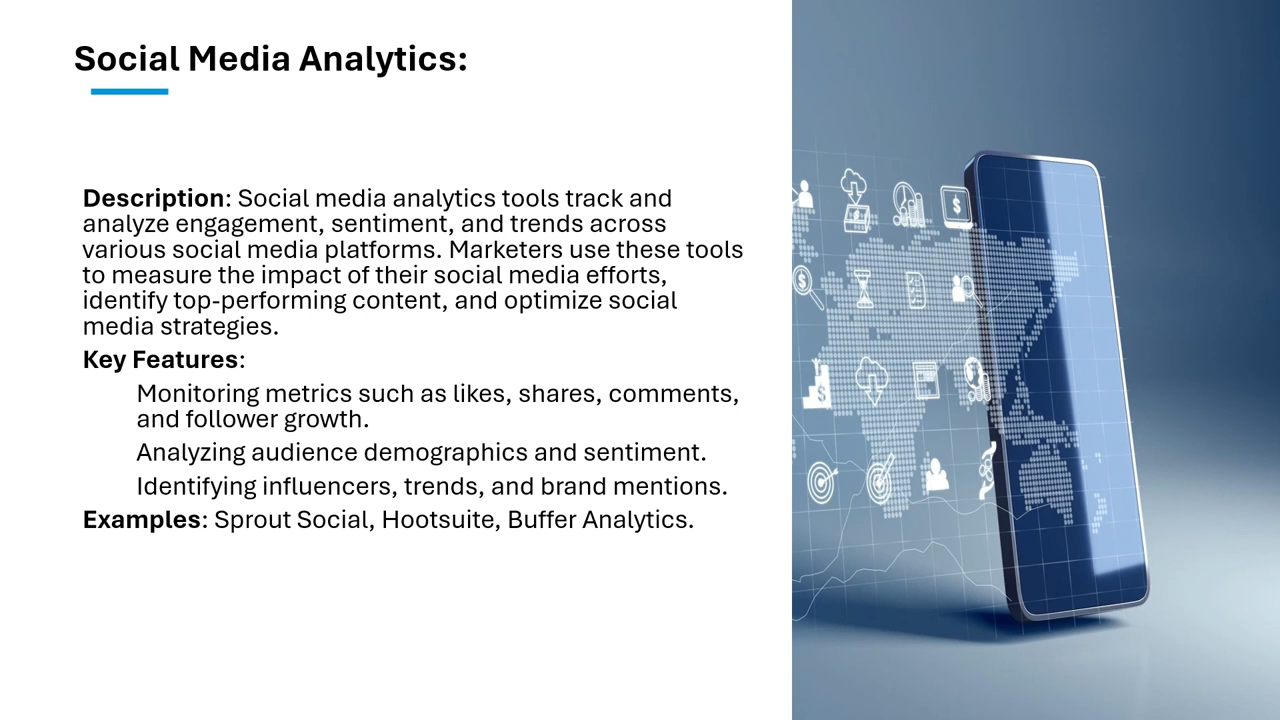 Social Media Analytics:
Description: Social media analytics tools track and
analyze engagement, sentiment, and trends across
various social media platforms. Marketers use these tools
to measure the impact of their social media efforts,
identify top-performing content, and optimize social
media strategies.
Key Features:
Monitoring metrics such as likes, shares, comments,
and follower growth.
Analyzing audience demographics and sentiment.
Identifying influencers, trends, and brand mentions.
Examples: Sprout Social, Hootsuite, Buffer Analytics.